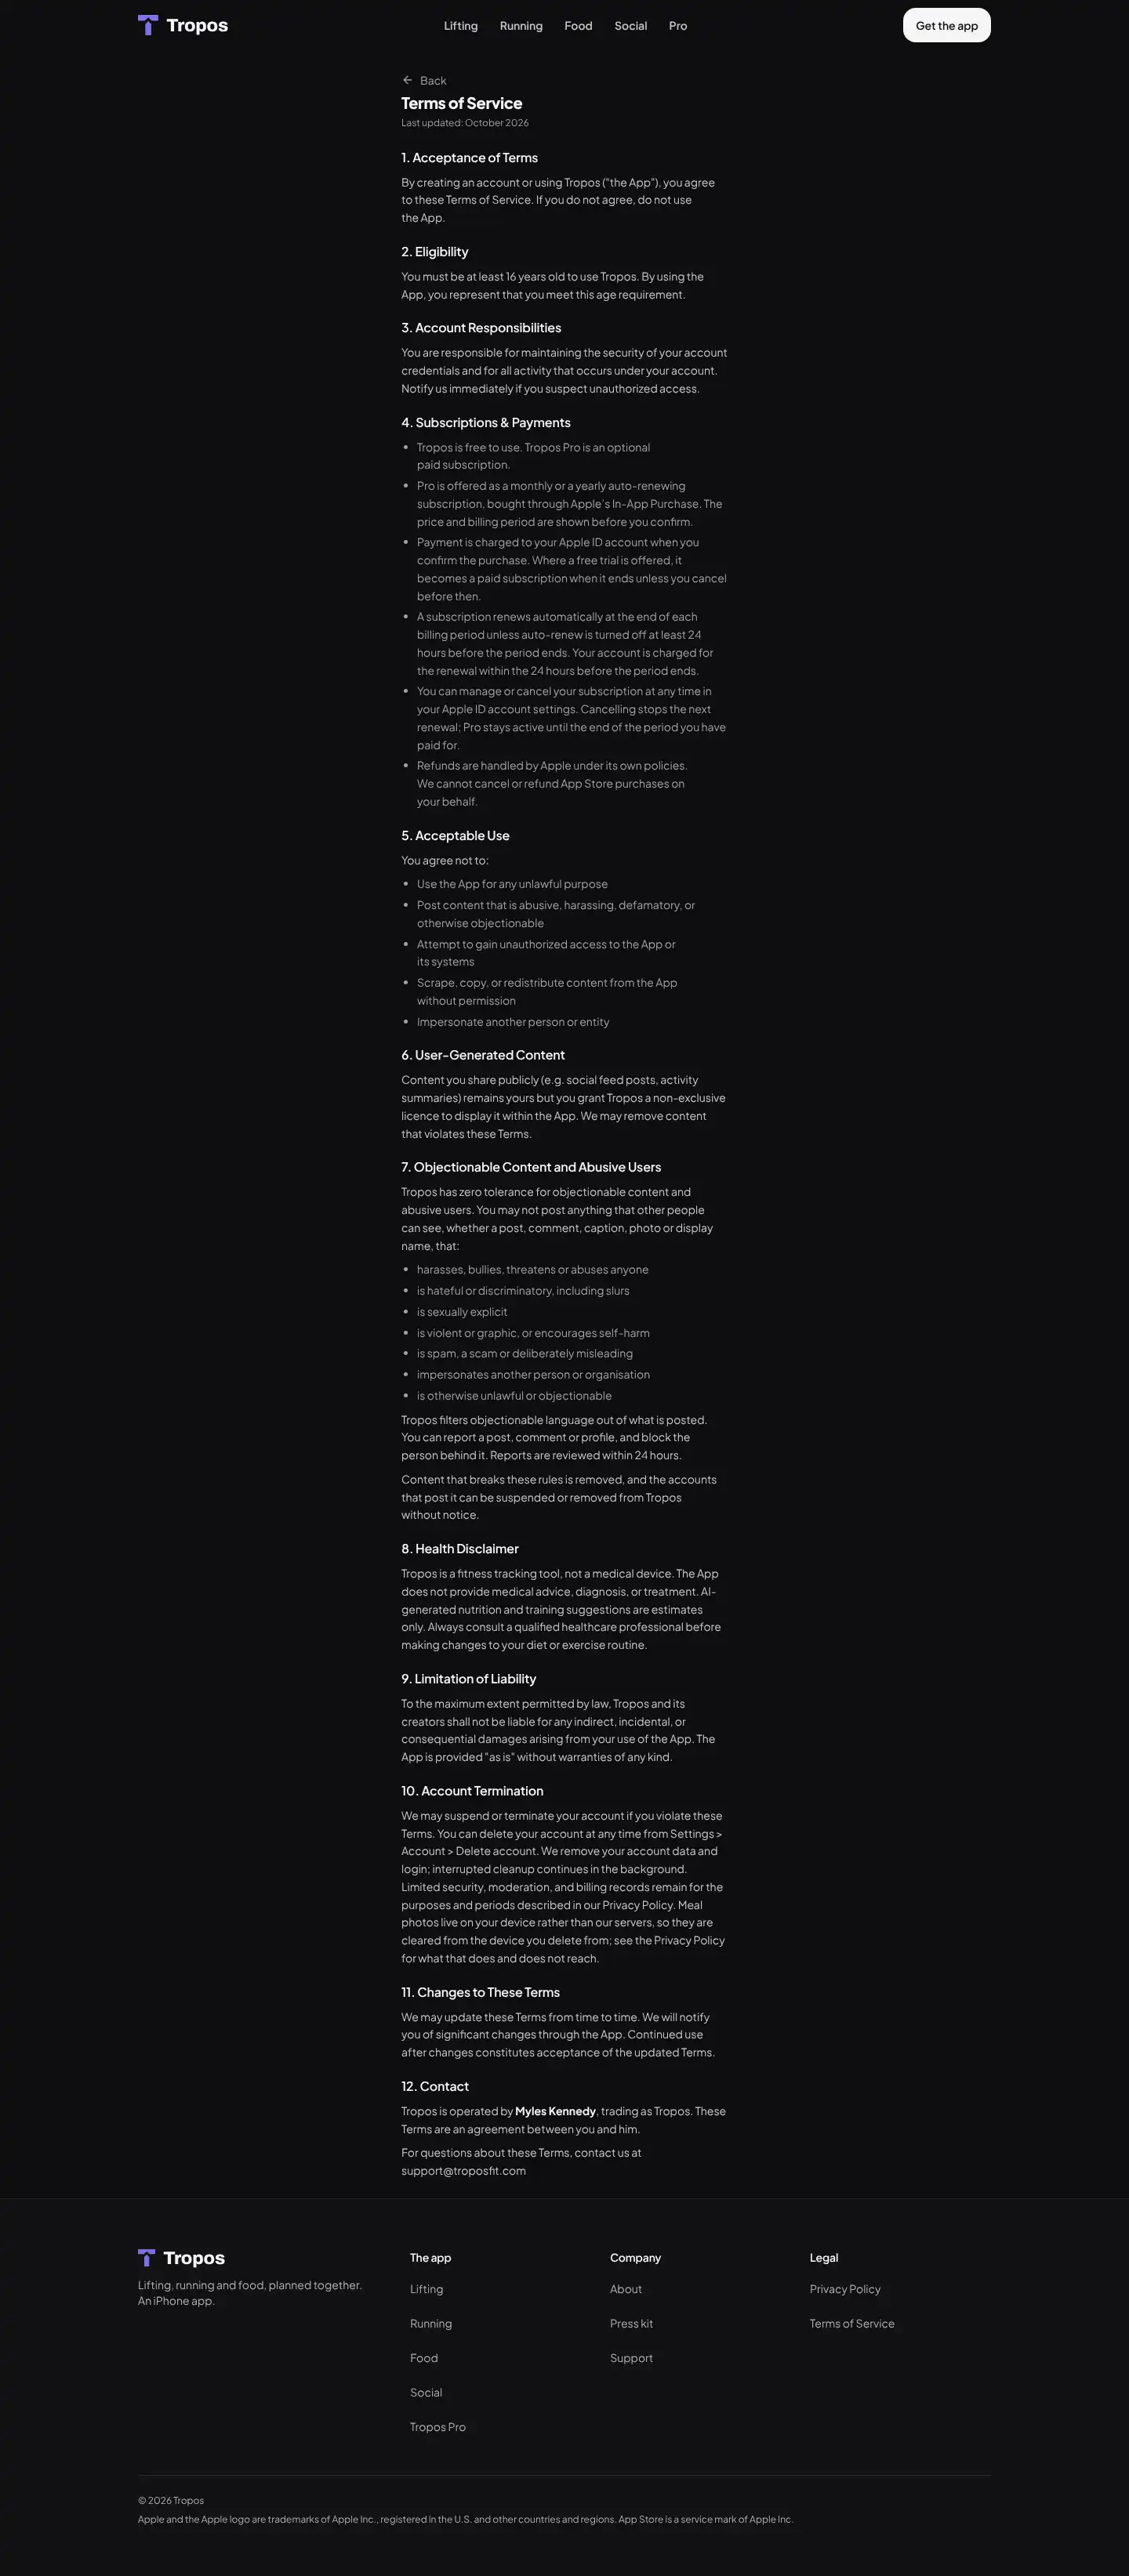 Tropos
Lifting
Running
Food
Social
Pro
Get the app
Back
Terms of Service
Last updated: October 2026
1. Acceptance of Terms
By creating an account or using Tropos ("the App"), you agree
to these Terms of Service. If you do not agree, do not use
the App.
2. Eligibility
You must be at least 16 years old to use Tropos. By using the
App, you represent that you meet this age requirement.
3. Account Responsibilities
You are responsible for maintaining the security of your account
credentials and for all activity that occurs under your account.
Notify us immediately if you suspect unauthorized access.
4. Subscriptions & Payments
• Tropos is free to use. Tropos Pro is an optional
paid subscription.
• Pro is offered as a monthly or a yearly auto-renewing
subscription, bought through Apple's In-App Purchase. The
price and billing period are shown before you confirm.
• Payment is charged to your Apple ID account when you
confirm the purchase. Where a free trial is offered, it
becomes a paid subscription when it ends unless you cancel
before then.
• A subscription renews automatically at the end of each
billing period unless auto-renew is turned off at least 24
hours before the period ends. Your account is charged for
the renewal within the 24 hours before the period ends.
• You can manage or cancel your subscription at any time in
your Apple ID account settings. Cancelling stops the next
renewal; Pro stays active until the end of the period you have
paid for.
• Refunds are handled by Apple under its own policies.
We cannot cancel or refund App Store purchases on
your behalf.
5. Acceptable Use
You agree not to:
• Use the App for any unlawful purpose
• Post content that is abusive, harassing, defamatory, or
otherwise objectionable
• Attempt to gain unauthorized access to the App or
its systems
• Scrape, copy, or redistribute content from the App
without permission
• Impersonate another person or entity
6. User-Generated Content
Content you share publicly (e.g. social feed posts, activity
summaries) remains yours but you grant Tropos a non-exclusive
licence to display it within the App. We may remove content
that violates these Terms.
7. Objectionable Content and Abusive Users
Tropos has zero tolerance for objectionable content and
abusive users. You may not post anything that other people
can see, whether a post, comment, caption, photo or display
name, that:
• harasses, bullies, threatens or abuses anyone
• is hateful or discriminatory, including slurs
• is sexually explicit
• is violent or graphic, or encourages self-harm
• is spam, a scam or deliberately misleading
• impersonates another person or organisation
• is otherwise unlawful or objectionable
Tropos filters objectionable language out of what is posted.
You can report a post, comment or profile, and block the
person behind it. Reports are reviewed within 24 hours.
Content that breaks these rules is removed, and the accounts
that post it can be suspended or removed from Tropos
without notice.
8. Health Disclaimer
Tropos is a fitness tracking tool, not a medical device. The App
does not provide medical advice, diagnosis, or treatment. AI-
generated nutrition and training suggestions are estimates
only. Always consult a qualified healthcare professional before
making changes to your diet or exercise routine.
9. Limitation of Liability
To the maximum extent permitted by law, Tropos and its
creators shall not be liable for any indirect, incidental, or
consequential damages arising from your use of the App. The
App is provided "as is" without warranties of any kind.
10. Account Termination
We may suspend or terminate your account if you violate these
Terms. You can delete your account at any time from Settings >
Account > Delete account. We remove your account data and
login; interrupted cleanup continues in the background.
Limited security, moderation, and billing records remain for the
purposes and periods described in our Privacy Policy. Meal
photos live on your device rather than our servers, so they are
cleared from the device you delete from; see the Privacy Policy
for what that does and does not reach.
11. Changes to These Terms
We may update these Terms from time to time. We will notify
you of significant changes through the App. Continued use
after changes constitutes acceptance of the updated Terms.
12. Contact
Tropos is operated by Myles Kennedy, trading as Tropos. These
Terms are an agreement between you and him.
For questions about these Terms, contact us at
support@troposfit.com
Tropos
Lifting, running and food, planned together.
An iPhone app.
The app
Lifting
Running
Food
Social
Tropos Pro
Company
About
Press kit
Support
Legal
Privacy Policy
Terms of Service
© 2026 Tropos
Apple and the Apple logo are trademarks of Apple Inc., registered in the U.S. and other countries and regions. App Store is a service mark of Apple Inc.